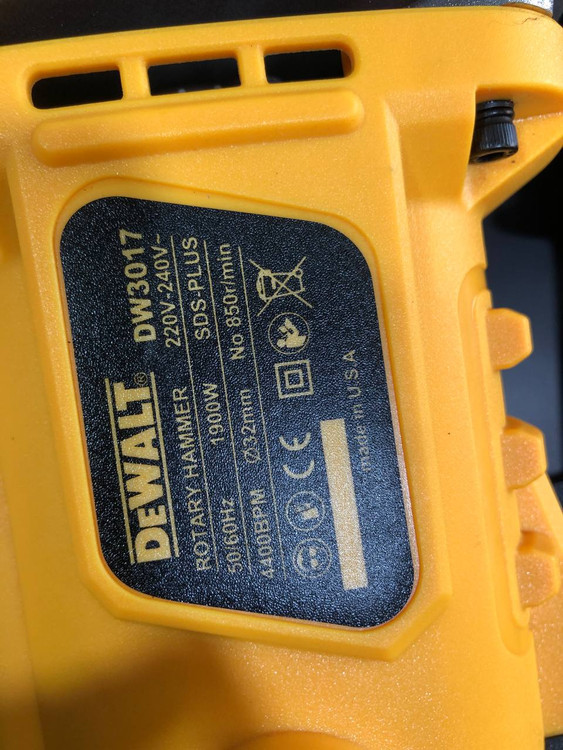 DEWALT® DW3017
ROTARY HAMMER 220V-240V~
50/60Hz 1900W SDS-PLUS
4400BPM Ø32mm No 850r/min
CE
made in U.S.A